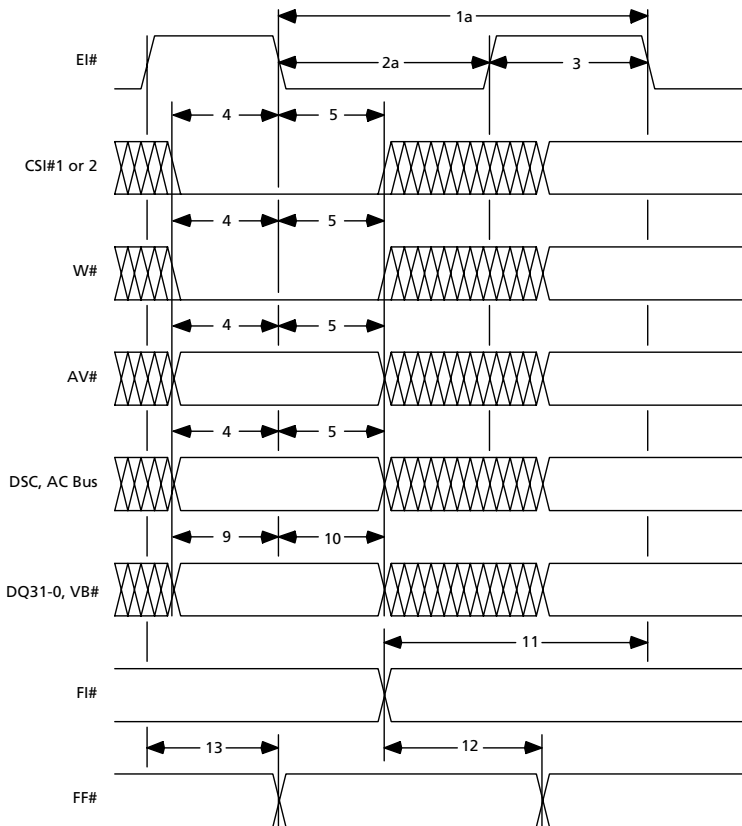 1a
EI#
2a
3
4
5
CSI#1 or 2
4
5
W#
4
5
AV#
4
5
DSC, AC Bus
9
10
DQ31-0, VB#
11
FI#
13
12
FF#